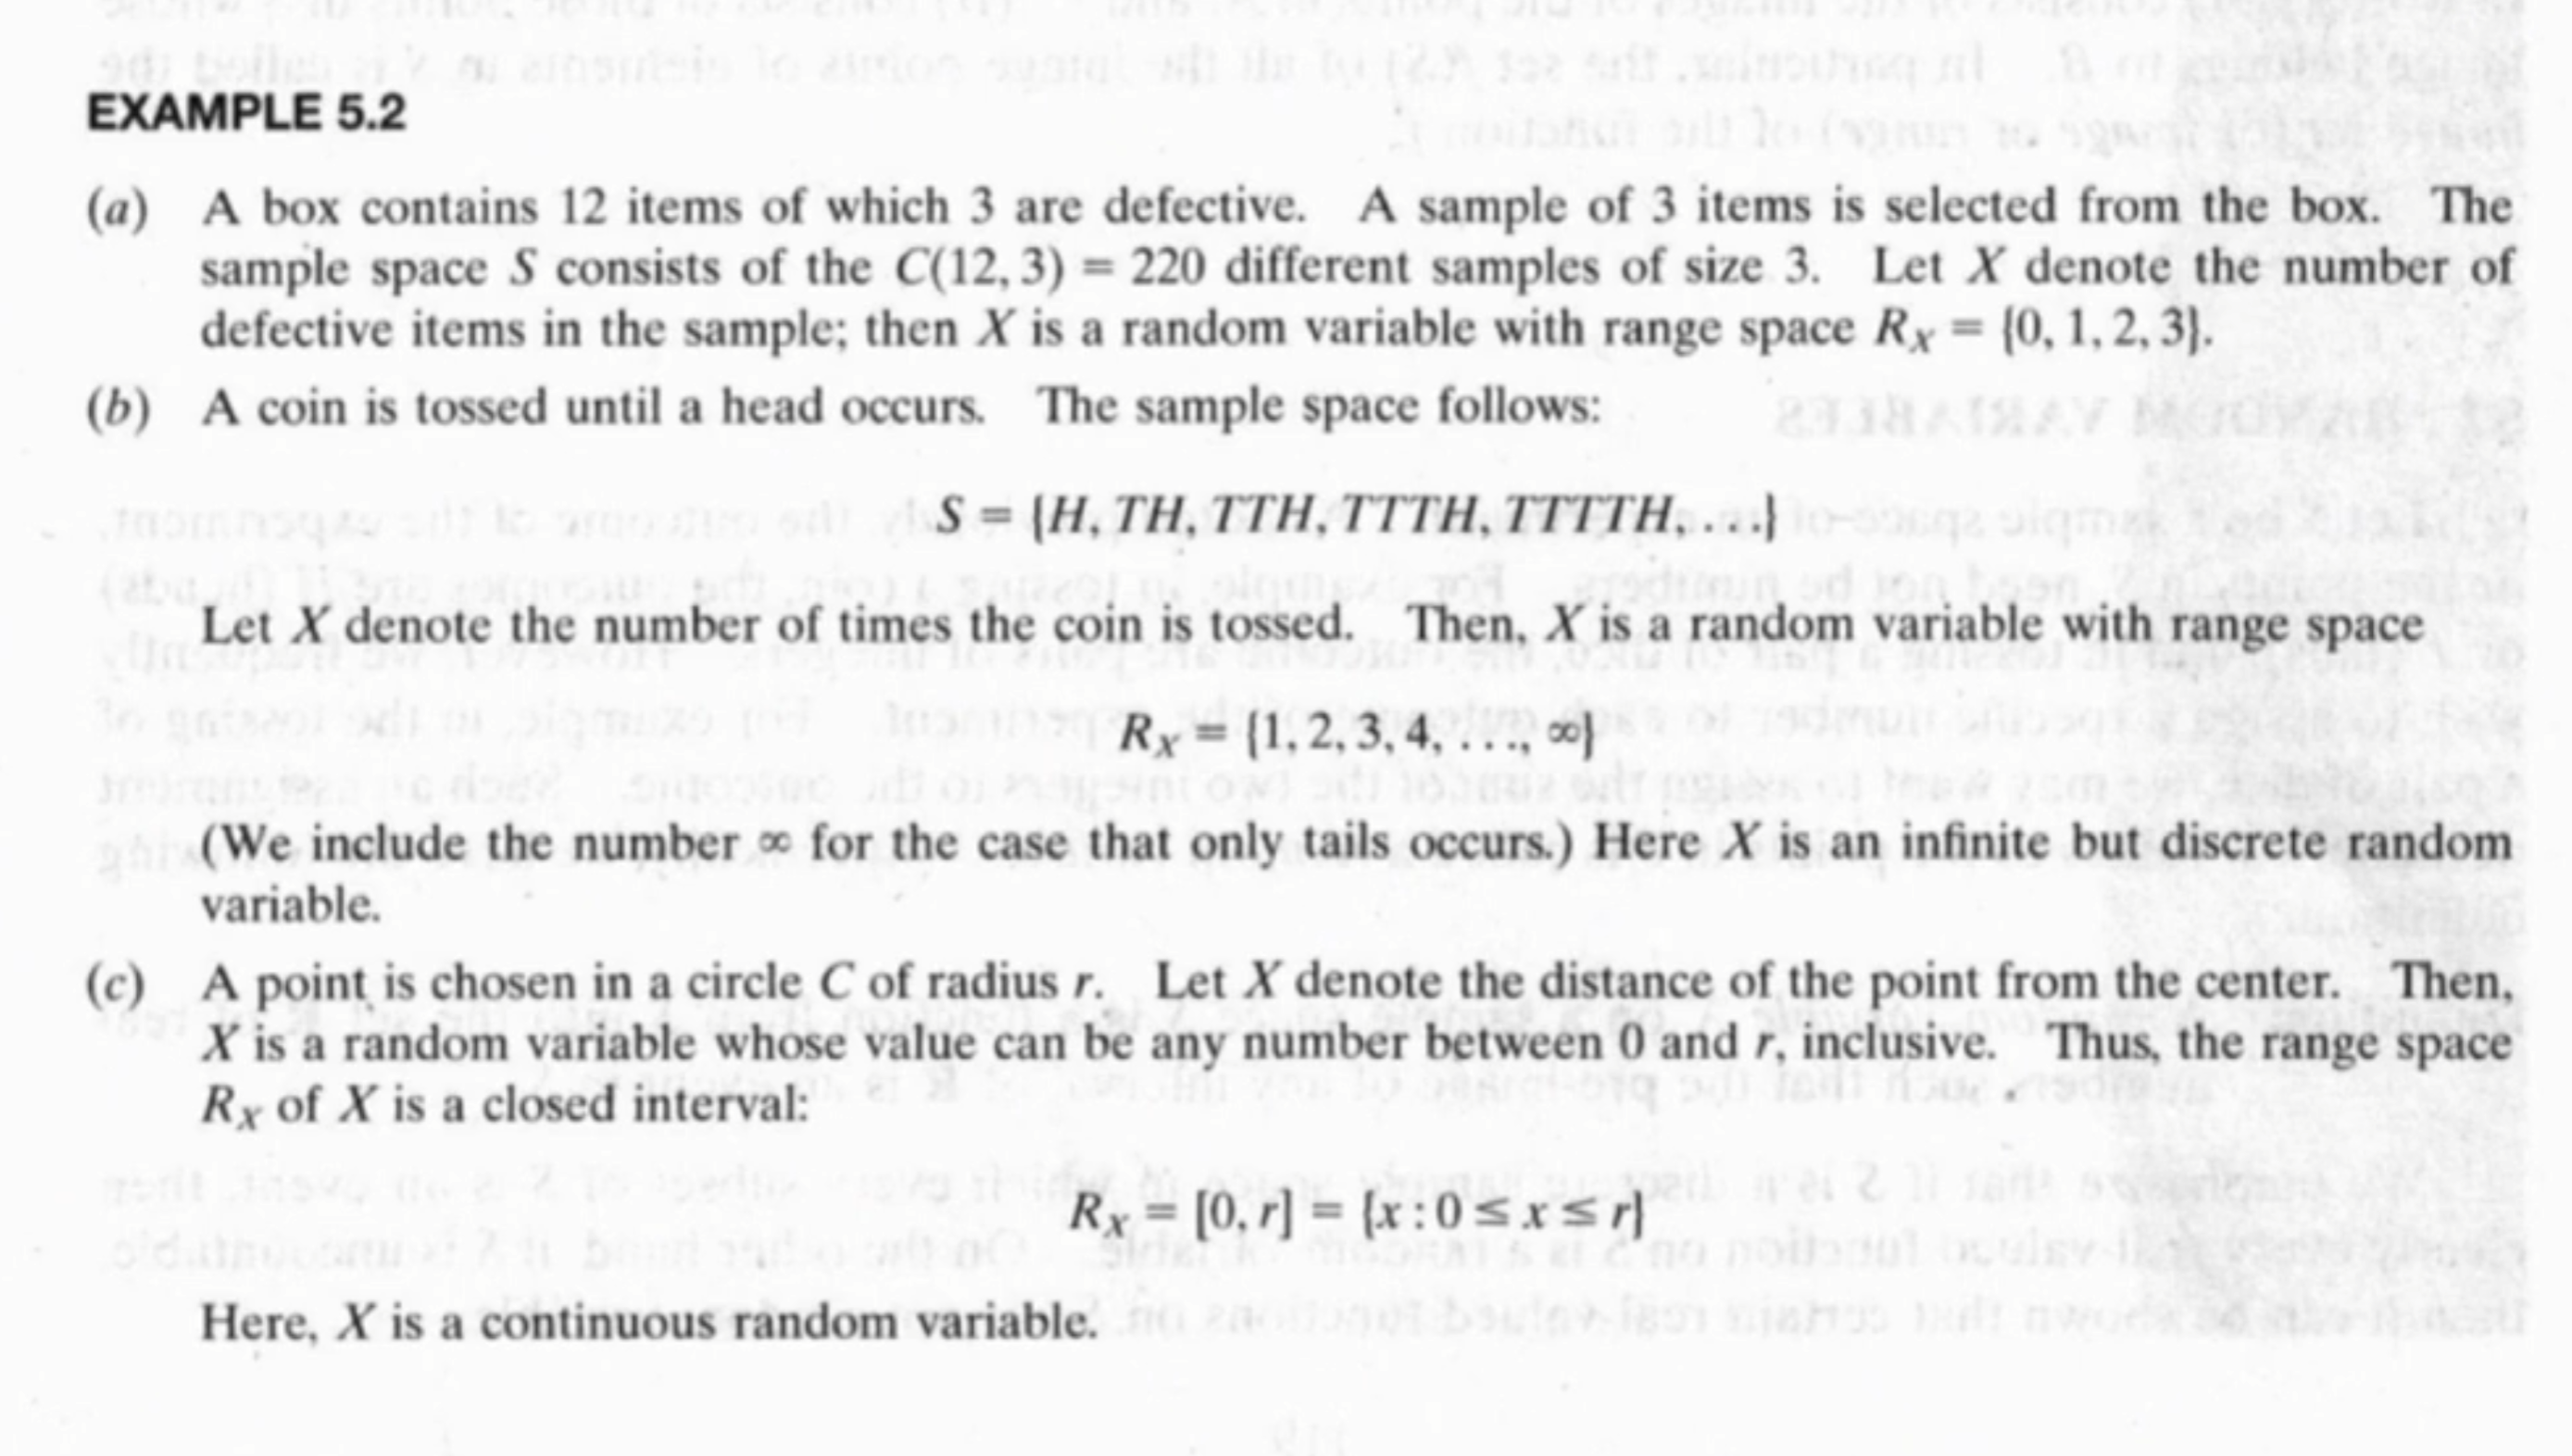 EXAMPLE 5.2
(a) A box contains 12 items of which 3 are defective. A sample of 3 items is selected from the box. The
sample space S consists of the C(12, 3) = 220 different samples of size 3. Let X denote the number of
defective items in the sample; then X is a random variable with range space R_X = {0, 1, 2, 3}.
(b) A coin is tossed until a head occurs. The sample space follows:
S = {H, TH, TTH, TTTH, TTTTH, . . .}
Let X denote the number of times the coin is tossed. Then, X is a random variable with range space
R_X = {1, 2, 3, 4, . . ., ∞}
(We include the number ∞ for the case that only tails occurs.) Here X is an infinite but discrete random
variable.
(c) A point is chosen in a circle C of radius r. Let X denote the distance of the point from the center. Then,
X is a random variable whose value can be any number between 0 and r, inclusive. Thus, the range space
R_X of X is a closed interval:
R_X = [0, r] = {x : 0 ≤ x ≤ r}
Here, X is a continuous random variable.